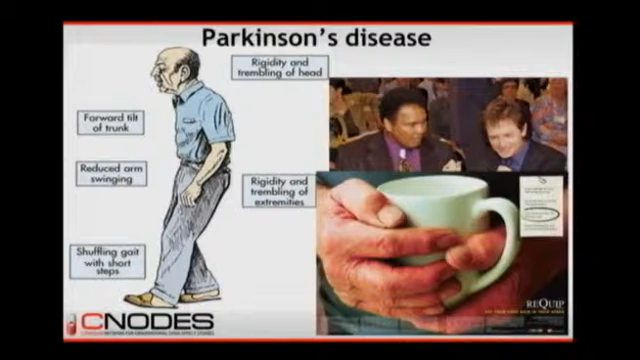 Parkinson's disease
Rigidity and
trembling of head
Forward tilt
of trunk
Reduced arm
swinging
Rigidity and
trembling of
extremities
Shuffling gait
with short
steps
REQUIP
CNODES